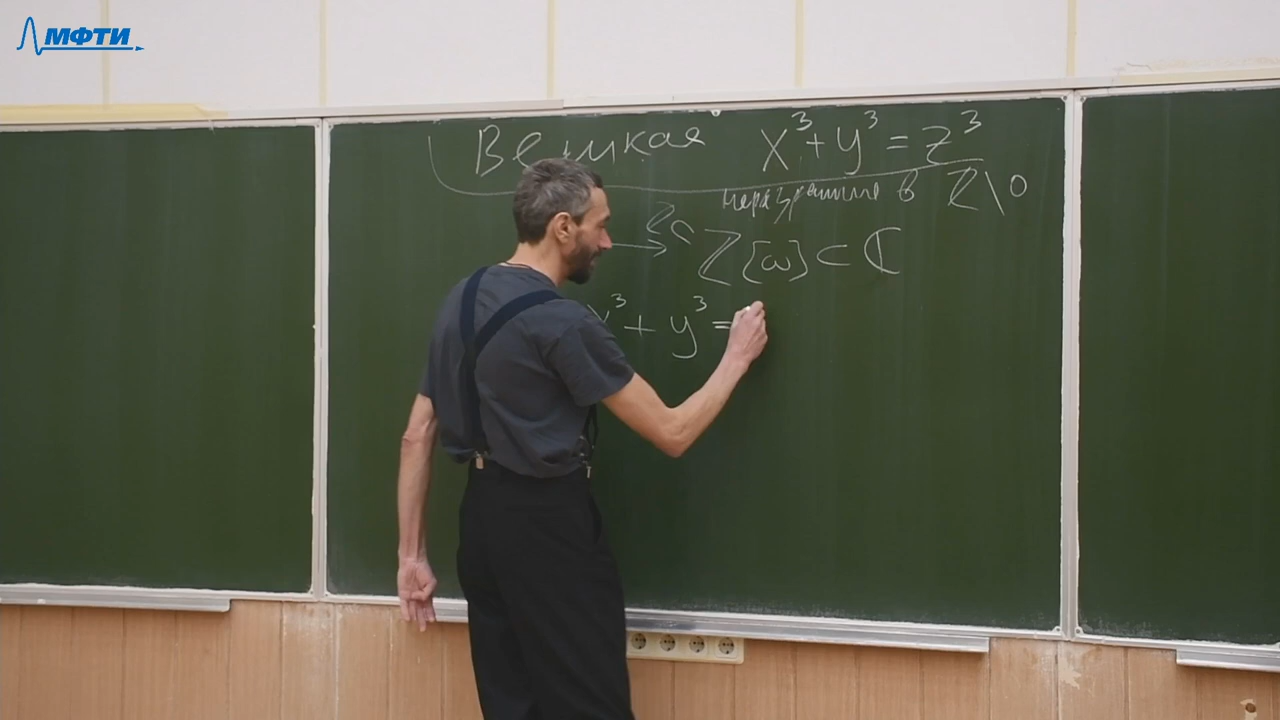 МФТИ
Великая x³ + y³ = z³
неразрешимо в ℤ\0
ℤ ⊂ ℤ[ω] ⊂ ℂ
x³ + y³ =